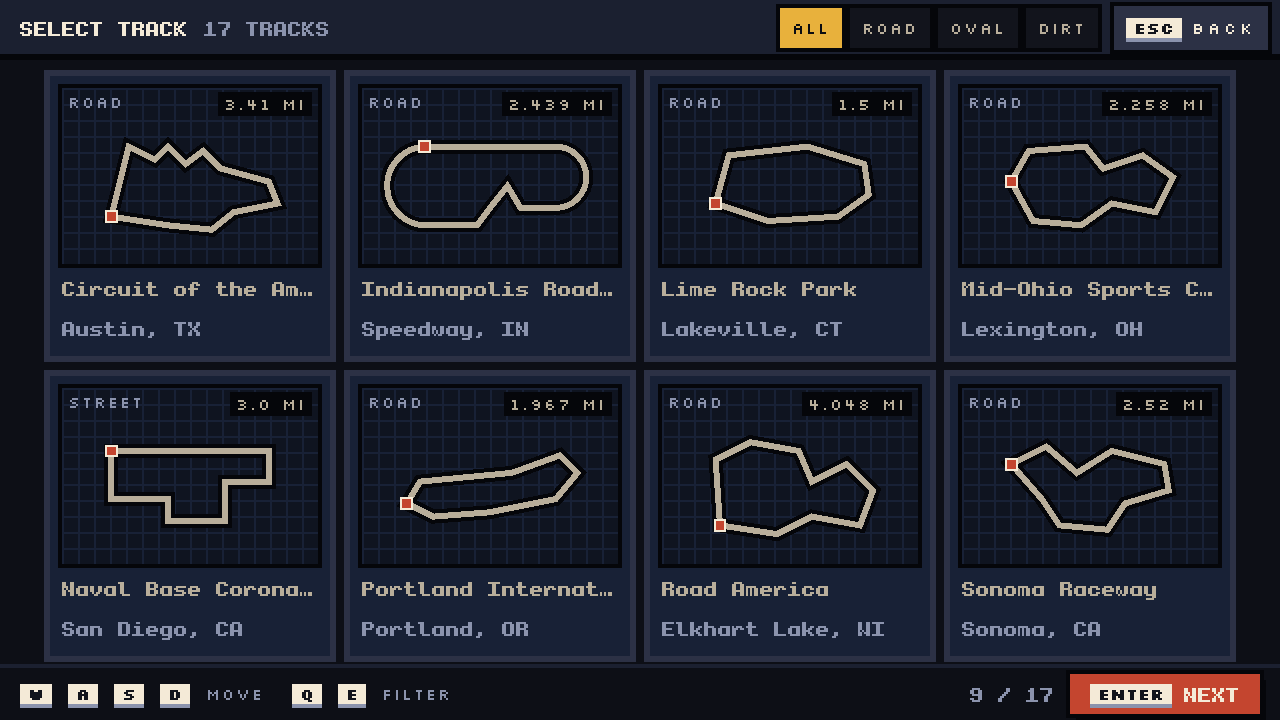 SELECT TRACK 17 TRACKS
ALL ROAD OVAL DIRT ESC BACK
ROAD 3.41 MI
Circuit of the Am…
Austin, TX
ROAD 2.439 MI
Indianapolis Road…
Speedway, IN
ROAD 1.5 MI
Lime Rock Park
Lakeville, CT
ROAD 2.258 MI
Mid-Ohio Sports C…
Lexington, OH
STREET 3.0 MI
Naval Base Corona…
San Diego, CA
ROAD 1.967 MI
Portland Internat…
Portland, OR
ROAD 4.048 MI
Road America
Elkhart Lake, WI
ROAD 2.52 MI
Sonoma Raceway
Sonoma, CA
W A S D MOVE Q E FILTER
9 / 17 ENTER NEXT